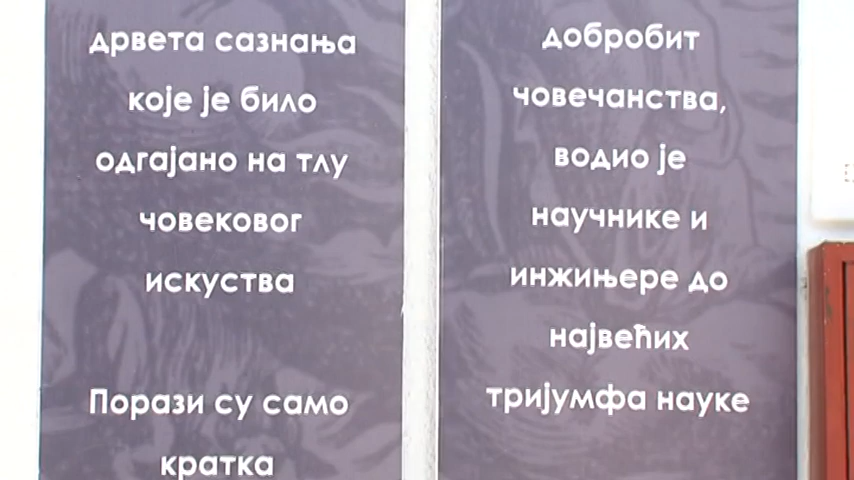 дрвета сазнања
које је било
одгајано на тлу
човековог
искуства
Порази су само
кратка
добробит
човечанства,
водио је
научнике и
инжињере до
највећих
тријумфа науке